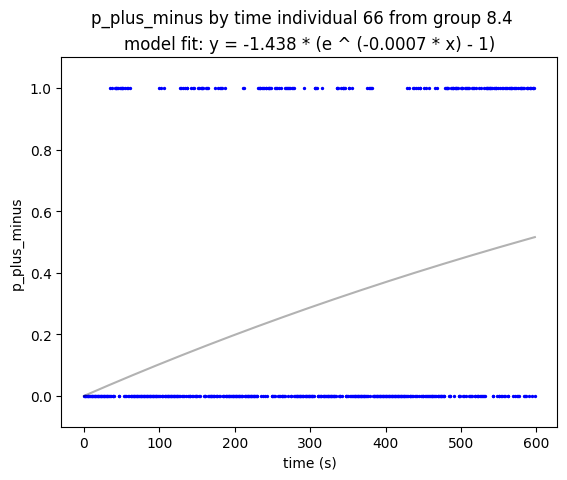 p_plus_minus by time individual 66 from group 8.4
model fit: y = -1.438 * (e ^ (-0.0007 * x) - 1)
1.0
0.8
0.6
0.4
0.2
0.0
p_plus_minus
0 100 200 300 400 500 600
time (s)